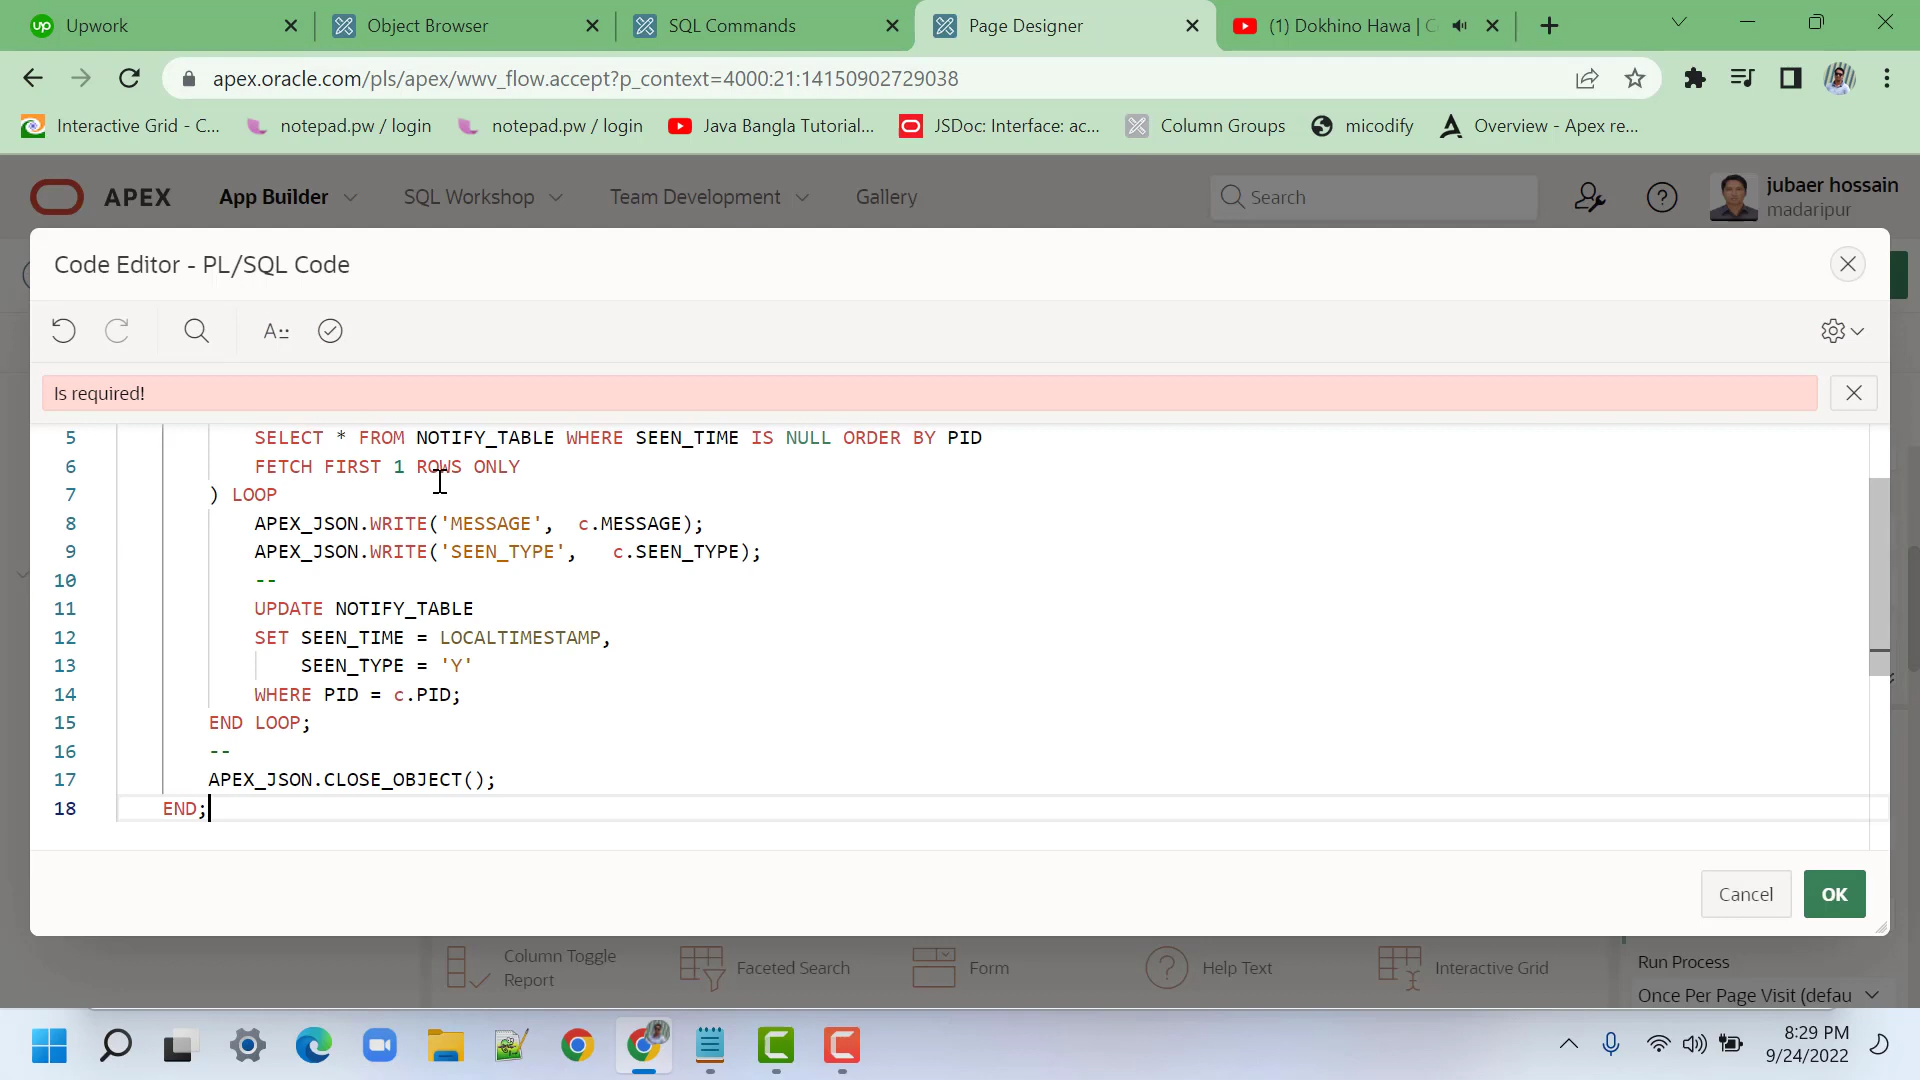 Upwork
Object Browser
SQL Commands
Page Designer
(1) Dokhino Hawa | C
apex.oracle.com/pls/apex/wwv_flow.accept?p_context=4000:21:14150902729038
Interactive Grid - C...
notepad.pw / login
notepad.pw / login
Java Bangla Tutorial...
JSDoc: Interface: ac...
Column Groups
micodify
Overview - Apex re...
APEX
App Builder
SQL Workshop
Team Development
Gallery
Search
jubaer hossain
madaripur
Code Editor - PL/SQL Code
Is required!
5 SELECT * FROM NOTIFY_TABLE WHERE SEEN_TIME IS NULL ORDER BY PID
6 FETCH FIRST 1 ROWS ONLY
7 ) LOOP
8 APEX_JSON.WRITE('MESSAGE', c.MESSAGE);
9 APEX_JSON.WRITE('SEEN_TYPE', c.SEEN_TYPE);
10 --
11 UPDATE NOTIFY_TABLE
12 SET SEEN_TIME = LOCALTIMESTAMP,
13 SEEN_TYPE = 'Y'
14 WHERE PID = c.PID;
15 END LOOP;
16 --
17 APEX_JSON.CLOSE_OBJECT();
18 END;
Cancel
OK
Column Toggle
Report
Faceted Search
Form
Help Text
Interactive Grid
Run Process
Once Per Page Visit (defau
8:29 PM
9/24/2022